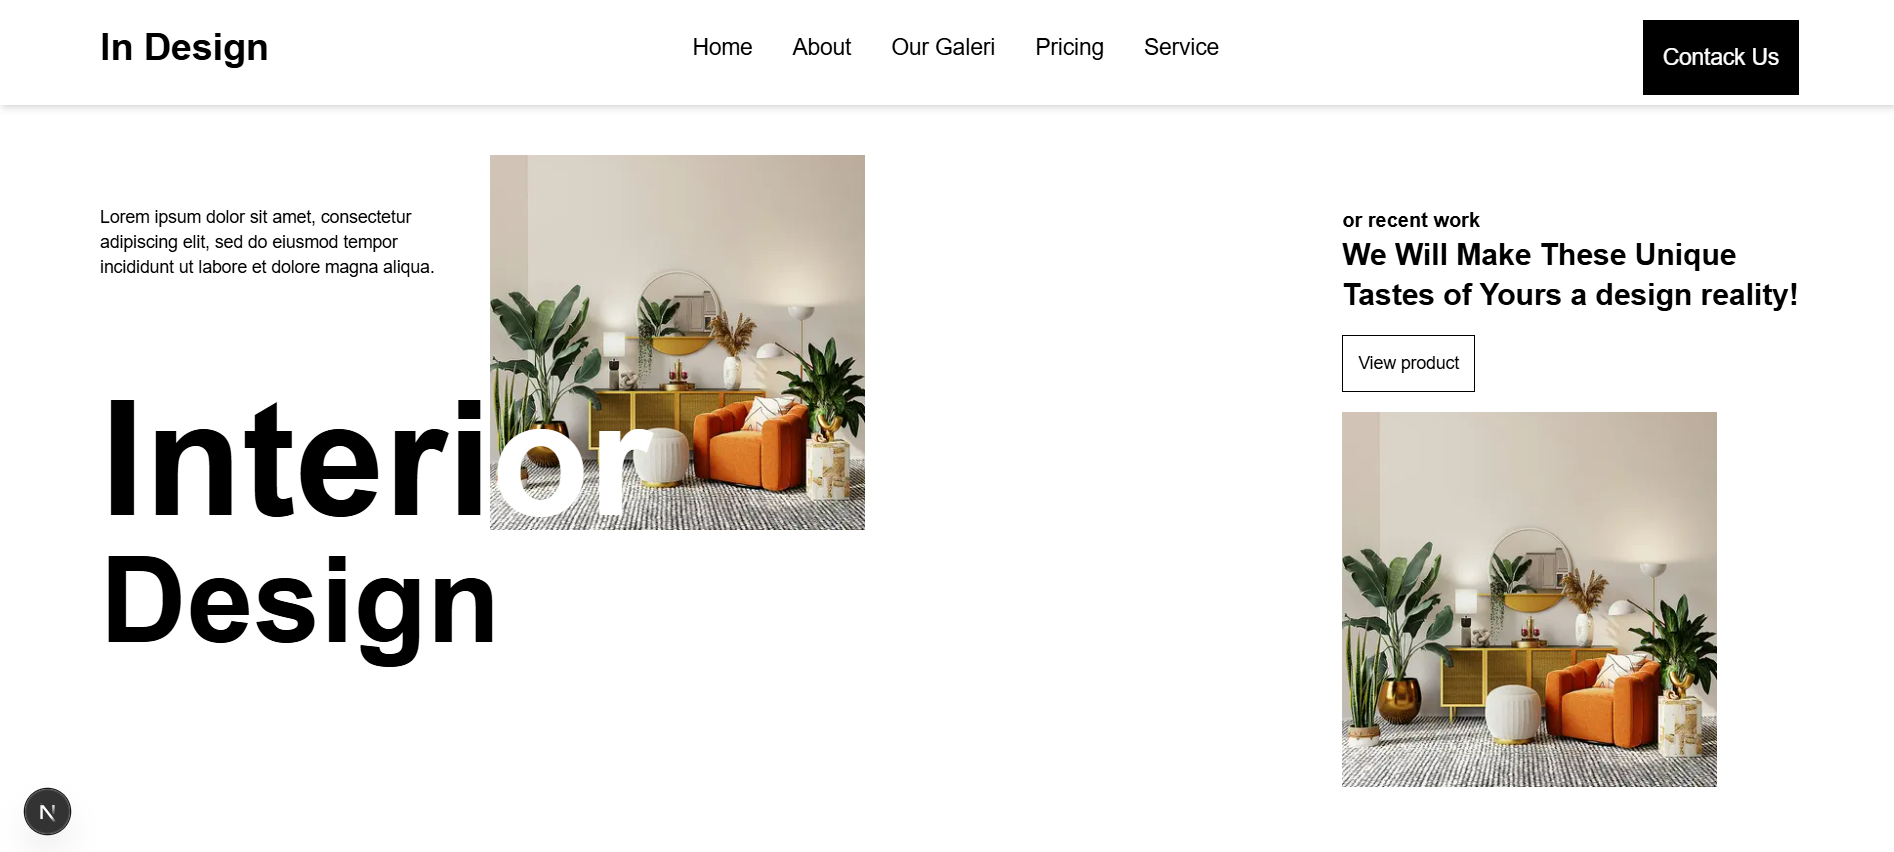 In Design
Home
About
Our Galeri
Pricing
Service
Contack Us
Lorem ipsum dolor sit amet, consectetur
adipiscing elit, sed do eiusmod tempor
incididunt ut labore et dolore magna aliqua.
Interior
Design
or recent work
We Will Make These Unique
Tastes of Yours a design reality!
View product
N